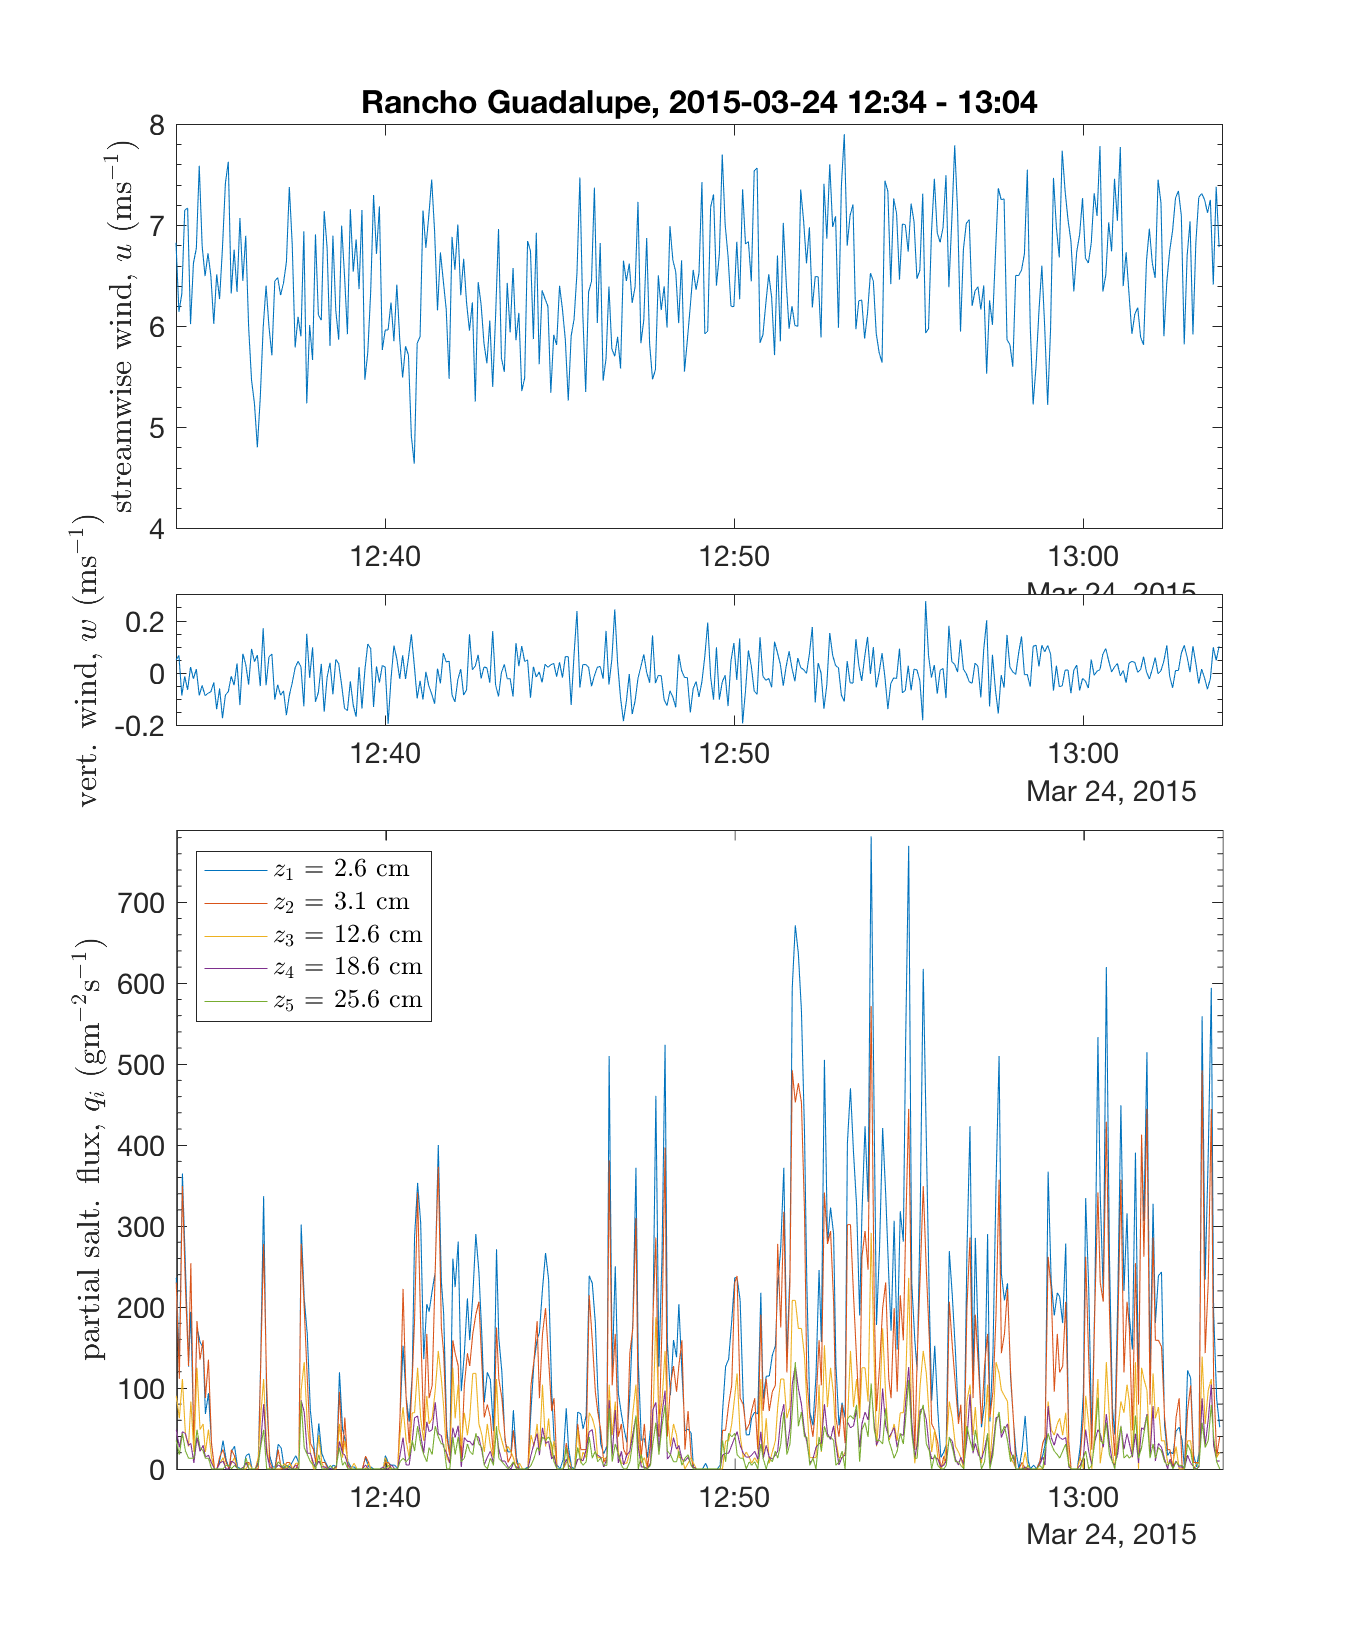 Rancho Guadalupe, 2015-03-24 12:34 - 13:04
streamwise wind, u (ms⁻¹)
8
7
6
5
4
12:40 12:50 13:00
Mar 24, 2015
vert. wind, w (ms⁻¹)
0.2
0
-0.2
12:40 12:50 13:00
Mar 24, 2015
partial salt. flux, qᵢ (gm⁻²s⁻¹)
700
600
500
400
300
200
100
0
z₁ = 2.6 cm
z₂ = 3.1 cm
z₃ = 12.6 cm
z₄ = 18.6 cm
z₅ = 25.6 cm
12:40 12:50 13:00
Mar 24, 2015